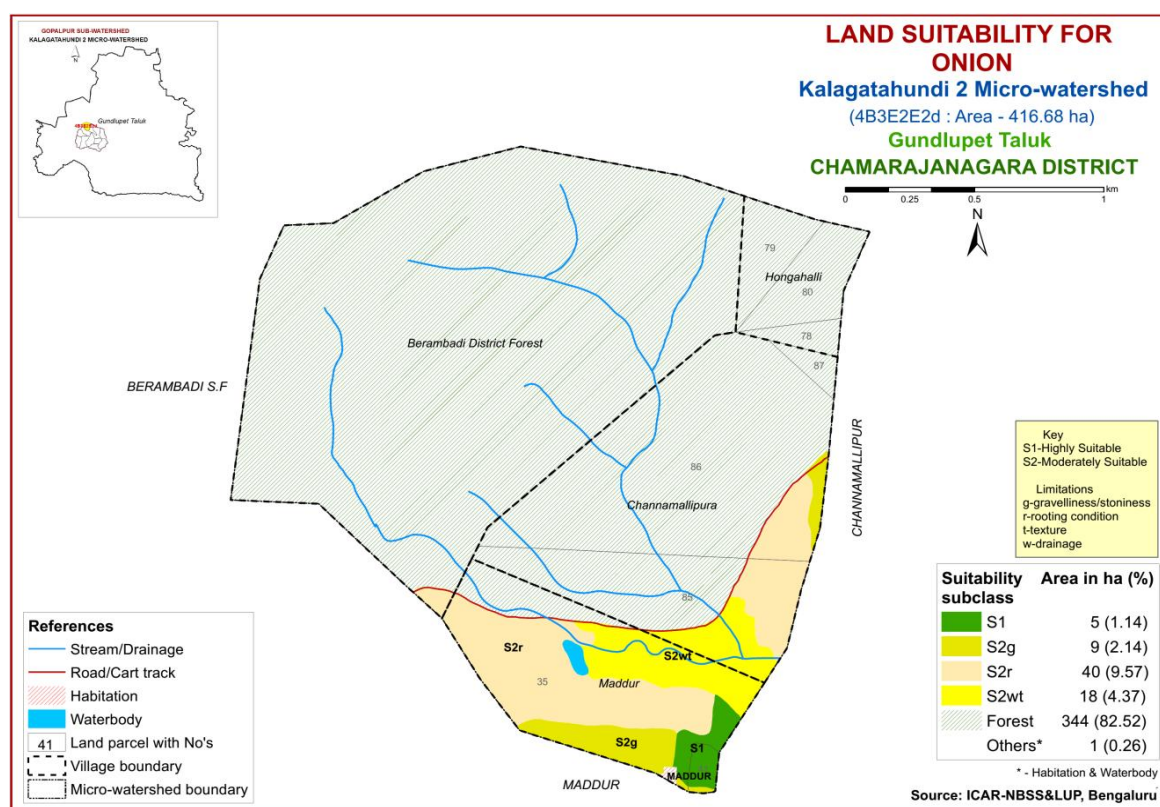 GOPALPUR SUB-WATERSHED
KALAGATAHUNDI 2 MICRO-WATERSHED
N
Gundlupet Taluk
LAND SUITABILITY FOR
ONION
Kalagatahundi 2 Micro-watershed
(4B3E2E2d : Area - 416.68 ha)
Gundlupet Taluk
CHAMARAJANAGARA DISTRICT
km
0 0.25 0.5 1
N
79
Hongahalli
80
78
87
Berambadi District Forest
BERAMBADI S.F
CHANNAMALLIPUR
86
Channamallipura
85
S2r
S2wt
35
Maddur
S2g
S1
MADDUR
MADDUR
Key
S1-Highly Suitable
S2-Moderately Suitable
Limitations
g-gravelliness/stoniness
r-rooting condition
t-texture
w-drainage
Suitability Area in ha (%)
subclass
S1 5 (1.14)
S2g 9 (2.14)
S2r 40 (9.57)
S2wt 18 (4.37)
Forest 344 (82.52)
Others* 1 (0.26)
* - Habitation & Waterbody
Source: ICAR-NBSS&LUP, Bengaluru
References
Stream/Drainage
Road/Cart track
Habitation
Waterbody
41 Land parcel with No's
Village boundary
Micro-watershed boundary